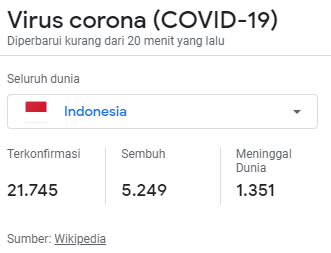 Virus corona (COVID-19)
Diperbarui kurang dari 20 menit yang lalu
Seluruh dunia
Indonesia
Terkonfirmasi
21.745
Sembuh
5.249
Meninggal
Dunia
1.351
Sumber: Wikipedia